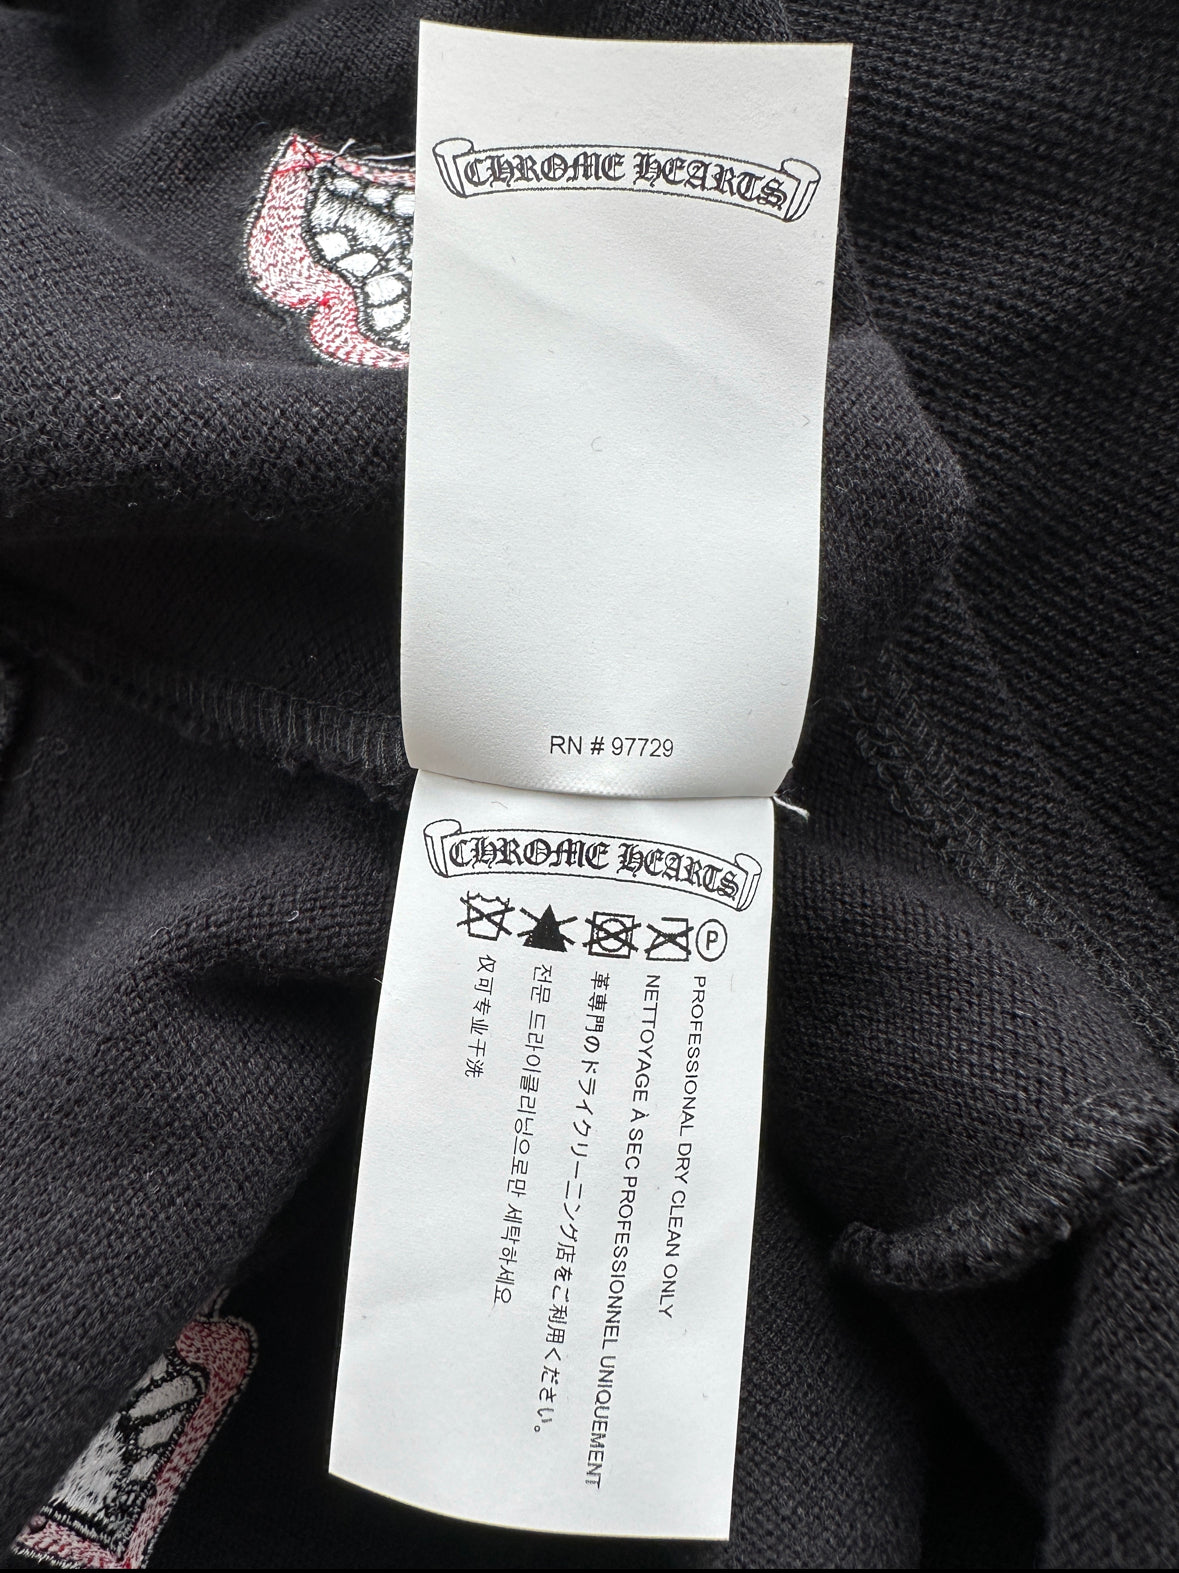 CHROME HEARTS
RN # 97729
CHROME HEARTS
P
PROFESSIONAL DRY CLEAN ONLY
NETTOYAGE À SEC PROFESSIONNEL UNIQUEMENT
革専門のドライクリーニング店をご利用ください。
전문 드라이클리닝으로만 세탁하세요
仅可专业干洗